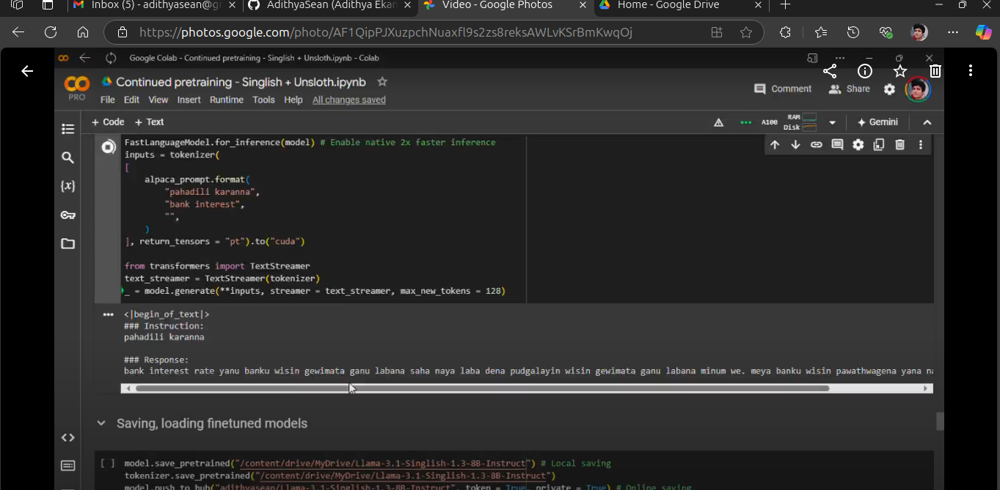 Inbox (5) - adithyasean@g
AdithyaSean (Adithya Ekan
Video - Google Photos
Home - Google Drive
https://photos.google.com/photo/AF1QipPJXuzpchNuaxfl9s2zs8reksAWLvKSrBmKwqOj
Google Colab - Continued pretraining - Singlish + Unsloth.ipynb - Colab
CO PRO
Continued pretraining - Singlish + Unsloth.ipynb
File Edit View Insert Runtime Tools Help All changes saved
Comment Share
+ Code + Text
A100 RAM Disk Gemini
FastLanguageModel.for_inference(model) # Enable native 2x faster inference
inputs = tokenizer(
[
alpaca_prompt.format(
"pahadili karanna",
"bank interest",
"",
)
], return_tensors = "pt").to("cuda")
from transformers import TextStreamer
text_streamer = TextStreamer(tokenizer)
_ = model.generate(**inputs, streamer = text_streamer, max_new_tokens = 128)
<|begin_of_text|>
### Instruction:
pahadili karanna
### Response:
bank interest rate yanu banku wisin gewimata ganu labana saha naya laba dena pudgalayin wisin gewimata ganu labana minum we. meya banku wisin pawathwagena yana na
Saving, loading finetuned models
[ ] model.save_pretrained("/content/drive/MyDrive/Llama-3.1-Singlish-1.3-8B-Instruct") # Local saving
tokenizer.save_pretrained("/content/drive/MyDrive/Llama-3.1-Singlish-1.3-8B-Instruct")
model.push_to_hub("adithyasean/Llama-3.1-Singlish-1.3-8B-Instruct", token = True, private = True) # Online saving